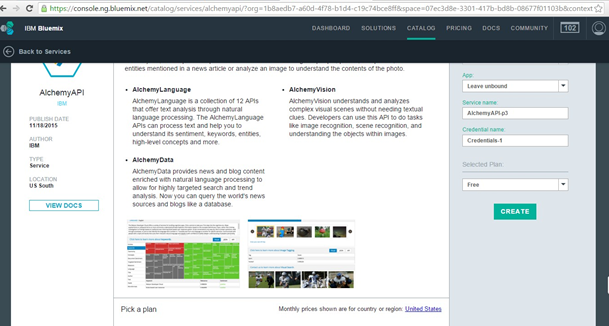 https://console.ng.bluemix.net/catalog/services/alchemyapi/?org=1b8aedb7-a60d-4f78-b1d4-c19c74bce8ff&space=07ec3d8e-3301-417b-bd8b-08677f01103b&context
IBM Bluemix
DASHBOARD SOLUTIONS CATALOG PRICING DOCS COMMUNITY 102
Back to Services
entities mentioned in a news article or analyze an image to understand the contents of the photo.
AlchemyAPI
IBM
PUBLISH DATE
11/18/2015
AUTHOR
IBM
TYPE
Service
LOCATION
US South
VIEW DOCS
• AlchemyLanguage
AlchemyLanguage is a collection of 12 APIs
that offer text analysis through natural
language processing. The AlchemyLanguage
APIs can process text and help you to
understand its sentiment, keywords, entities,
high-level concepts and more.
• AlchemyVision
AlchemyVision understands and analyzes
complex visual scenes without needing textual
clues. Developers can use this API to do tasks
like image recognition, scene recognition, and
understanding the objects within images.
• AlchemyData
AlchemyData provides news and blog content
enriched with natural language processing to
allow for highly targeted search and trend
analysis. Now you can query the world's news
sources and blogs like a database.
Pick a plan
Monthly prices shown are for country or region: United States
App:
Leave unbound
Service name:
AlchemyAPI-p3
Credential name:
Credentials-1
Selected Plan:
Free
CREATE